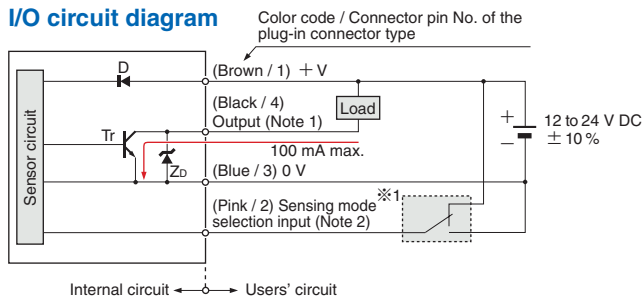 I/O circuit diagram
Color code / Connector pin No. of the
plug-in connector type
D
(Brown / 1) + V
(Black / 4)
Output (Note 1)
Load
Tr
ZD
100 mA max.
+
−
12 to 24 V DC
± 10 %
Sensor circuit
(Blue / 3) 0 V
(Pink / 2) Sensing mode
selection input (Note 2)
※1
Internal circuit
Users' circuit